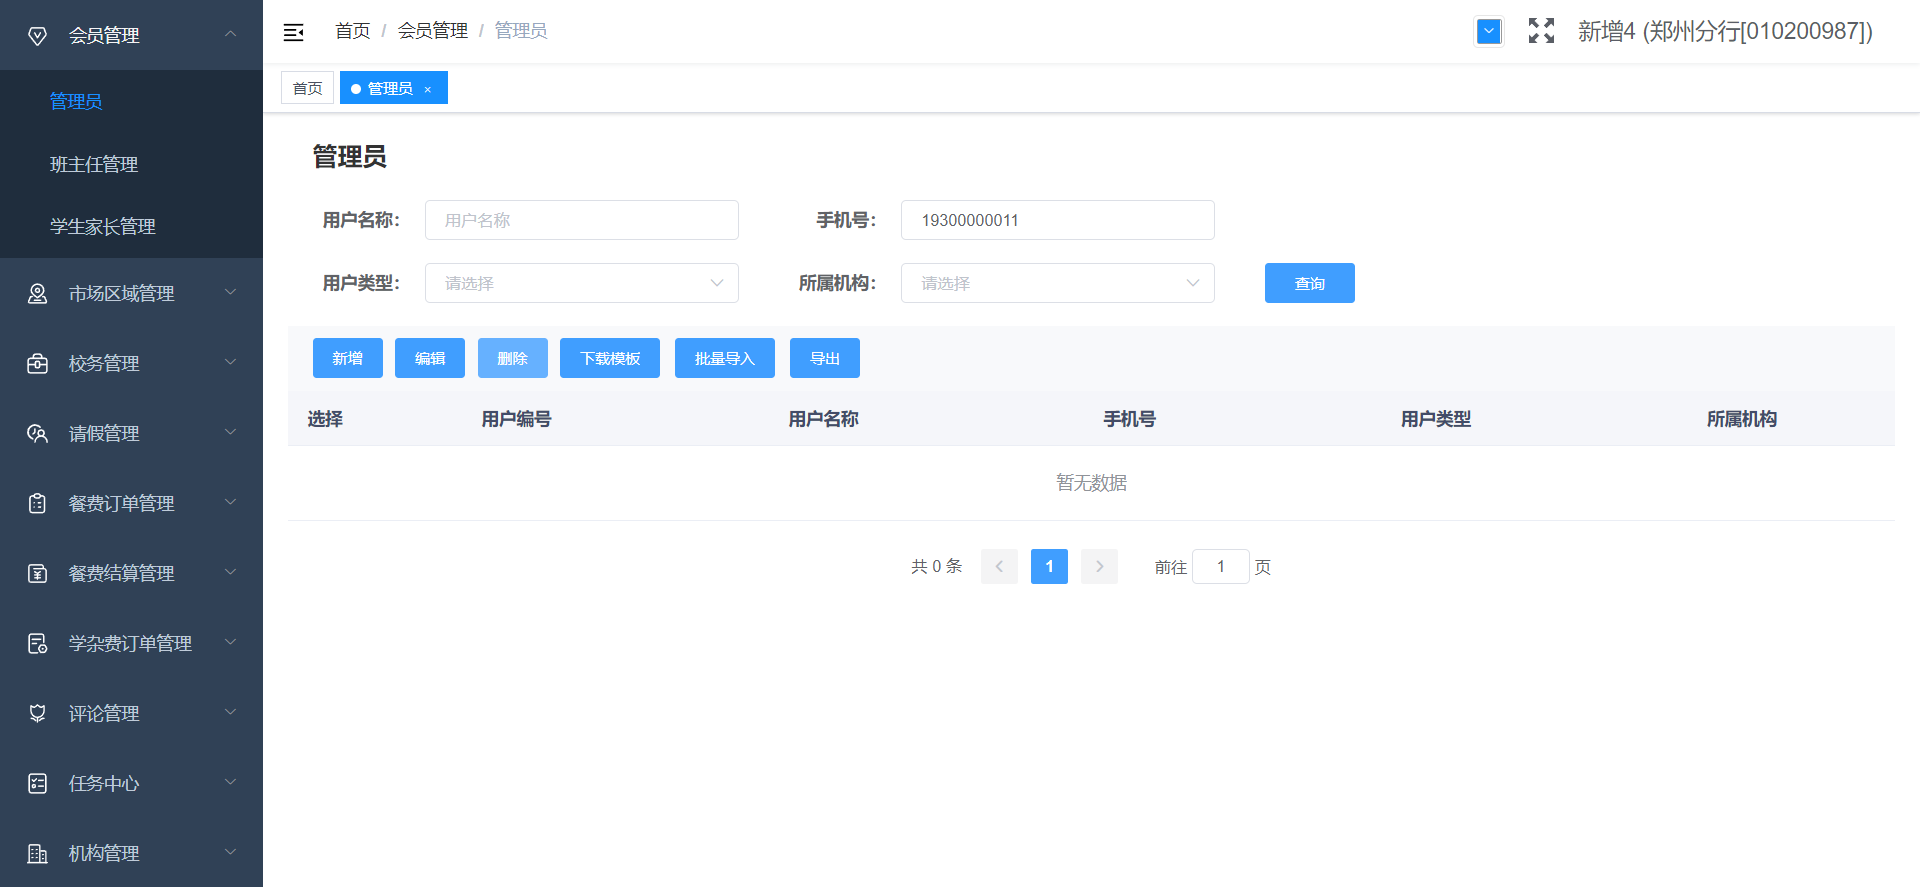 会员管理
管理员
班主任管理
学生家长管理
市场区域管理
校务管理
请假管理
餐费订单管理
餐费结算管理
学杂费订单管理
评论管理
任务中心
机构管理
首页 / 会员管理 / 管理员
新增4 (郑州分行[010200987])
首页
管理员 ×
管理员
用户名称: 用户名称 手机号: 19300000011
用户类型: 请选择 所属机构: 请选择 查询
新增 编辑 删除 下载模板 批量导入 导出
选择 用户编号 用户名称 手机号 用户类型 所属机构
暂无数据
共 0 条 1 前往 1 页